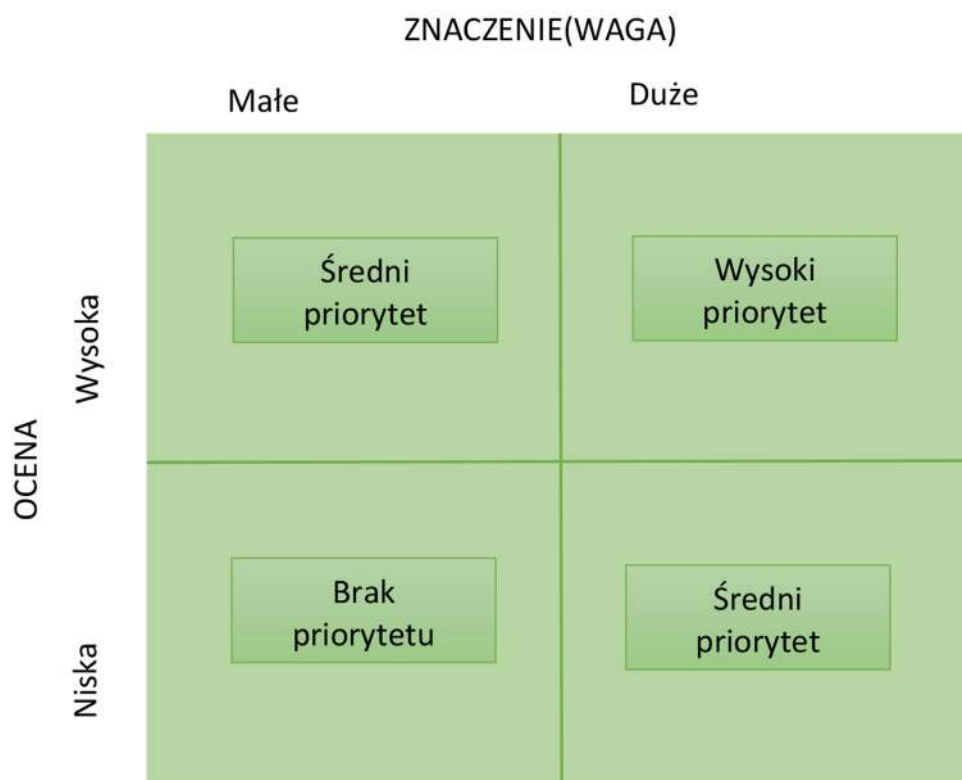 ZNACZENIE(WAGA)
Małe
Duże
OCENA
Wysoka
Średni
priorytet
Wysoki
priorytet
Niska
Brak
priorytetu
Średni
priorytet